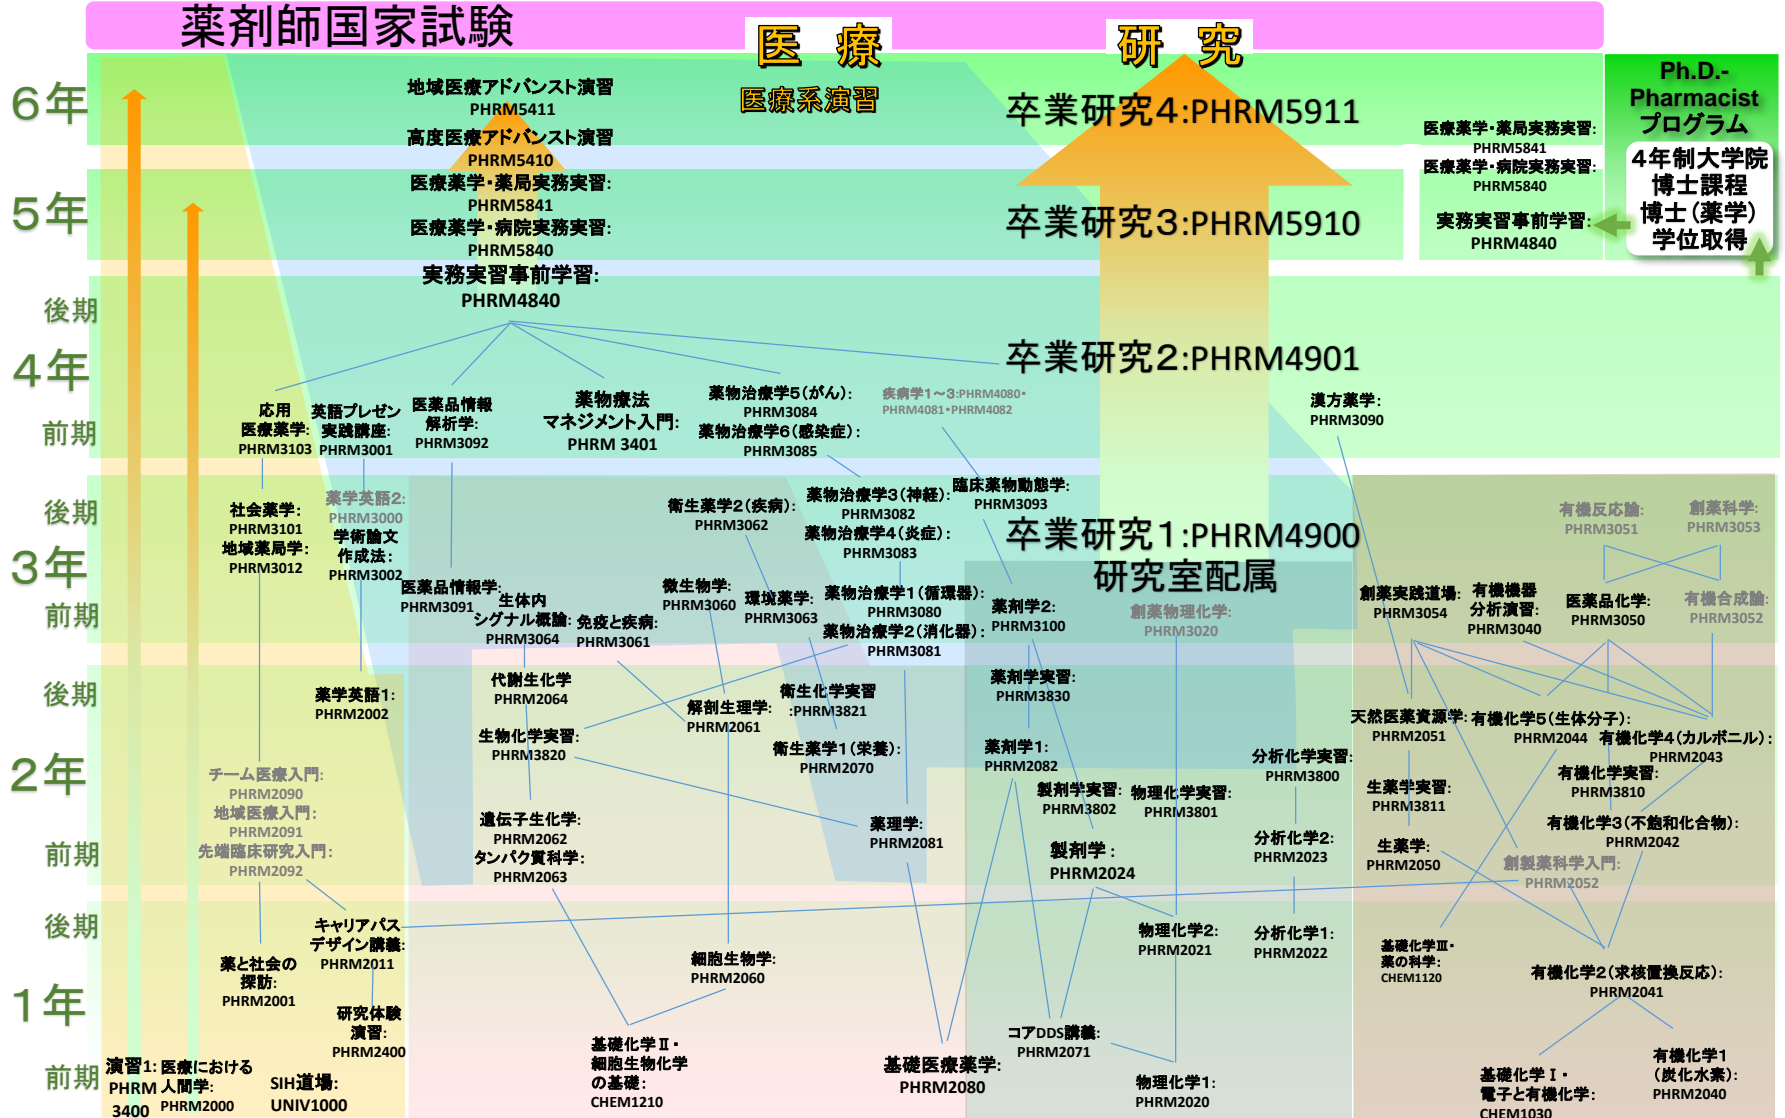 薬剤師国家試験
医 療
研 究
6年
地域医療アドバンスト演習
PHRM5411
医療系演習
卒業研究4:PHRM5911
高度医療アドバンスト演習
PHRM5410
医療薬学・薬局実務実習:
PHRM5841
医療薬学・病院実務実習:
PHRM5840
Ph.D.-
Pharmacist
プログラム
4年制大学院
博士課程
博士(薬学)
学位取得
5年
医療薬学・薬局実務実習:
PHRM5841
医療薬学・病院実務実習:
PHRM5840
卒業研究3:PHRM5910
実務実習事前学習:
PHRM4840
4年
後期
実務実習事前学習:
PHRM4840
卒業研究2:PHRM4901
前期
応用
医療薬学:
PHRM3103
英語プレゼン
実践講座:
PHRM3001
医薬品情報
解析学:
PHRM3092
薬物療法
マネジメント入門:
PHRM 3401
薬物治療学5(がん):
PHRM3084
薬物治療学6(感染症):
PHRM3085
疾病学1~3:PHRM4080・
PHRM4081・PHRM4082
漢方薬学:
PHRM3090
3年
後期
社会薬学:
PHRM3101
地域薬局学:
PHRM3012
薬学英語2:
PHRM3000
学術論文
作成法:
PHRM3002
衛生薬学2(疾病):
PHRM3062
薬物治療学3(神経):
PHRM3082
薬物治療学4(炎症):
PHRM3083
臨床薬物動態学:
PHRM3093
卒業研究1:PHRM4900
研究室配属
有機反応論:
PHRM3051
創薬科学:
PHRM3053
前期
医薬品情報学:
PHRM3091
生体内
シグナル概論:
PHRM3064
免疫と疾病:
PHRM3061
微生物学:
PHRM3060
環境薬学:
PHRM3063
薬物治療学1(循環器):
PHRM3080
薬物治療学2(消化器):
PHRM3081
薬剤学2:
PHRM3100
創薬物理化学:
PHRM3020
創薬実践道場:
PHRM3054
有機機器
分析演習:
PHRM3040
医薬品化学:
PHRM3050
有機合成論:
PHRM3052
2年
後期
薬学英語1:
PHRM2002
代謝生化学
PHRM2064
生物化学実習:
PHRM3820
解剖生理学:
PHRM2061
衛生化学実習
:PHRM3821
衛生薬学1(栄養):
PHRM2070
薬剤学実習:
PHRM3830
薬剤学1:
PHRM2082
製剤学実習:
PHRM3802
物理化学実習:
PHRM3801
分析化学実習:
PHRM3800
天然医薬資源学:
PHRM2051
有機化学5(生体分子):
PHRM2044
有機化学4(カルボニル):
PHRM2043
生薬学実習:
PHRM3811
有機化学実習:
PHRM3810
前期
チーム医療入門:
PHRM2090
地域医療入門:
PHRM2091
先端臨床研究入門:
PHRM2092
遺伝子生化学:
PHRM2062
タンパク質科学:
PHRM2063
薬理学:
PHRM2081
製剤学:
PHRM2024
分析化学2:
PHRM2023
生薬学:
PHRM2050
有機化学3(不飽和化合物):
PHRM2042
創製薬科学入門:
PHRM2052
1年
後期
薬と社会の
探訪:
PHRM2001
キャリアパス
デザイン講義:
PHRM2011
研究体験
演習:
PHRM2400
細胞生物学:
PHRM2060
物理化学2:
PHRM2021
分析化学1:
PHRM2022
基礎化学Ⅲ・
薬の科学:
CHEM1120
有機化学2(求核置換反応):
PHRM2041
前期
演習1:
PHRM
3400
医療における
人間学:
PHRM2000
SIH道場:
UNIV1000
基礎化学Ⅱ・
細胞生物化学
の基礎:
CHEM1210
基礎医療薬学:
PHRM2080
コアDDS講義:
PHRM2071
物理化学1:
PHRM2020
基礎化学Ⅰ・
電子と有機化学:
CHEM1030
有機化学1
(炭化水素):
PHRM2040